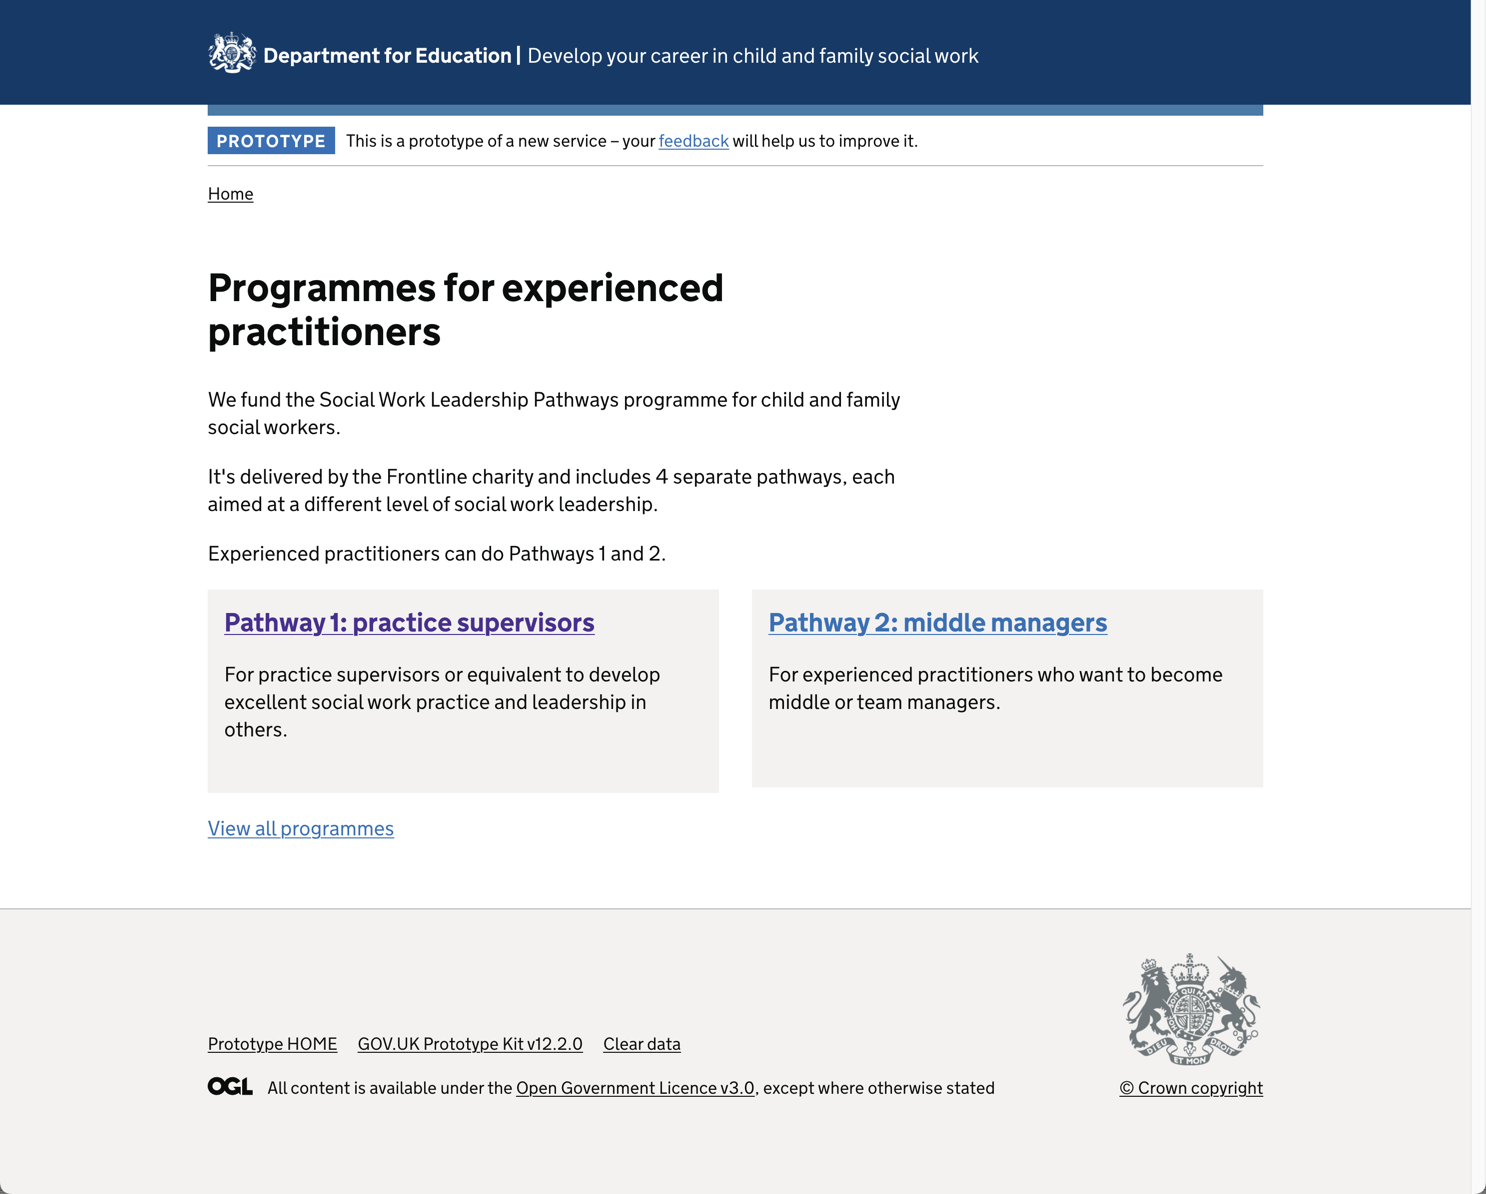 Department for Education | Develop your career in child and family social work
PROTOTYPE This is a prototype of a new service – your feedback will help us to improve it.
Home
Programmes for experienced
practitioners
We fund the Social Work Leadership Pathways programme for child and family
social workers.
It's delivered by the Frontline charity and includes 4 separate pathways, each
aimed at a different level of social work leadership.
Experienced practitioners can do Pathways 1 and 2.
Pathway 1: practice supervisors
For practice supervisors or equivalent to develop
excellent social work practice and leadership in
others.
Pathway 2: middle managers
For experienced practitioners who want to become
middle or team managers.
View all programmes
Prototype HOME GOV.UK Prototype Kit v12.2.0 Clear data
OGL All content is available under the Open Government Licence v3.0, except where otherwise stated
DIEU ET MON DROIT
© Crown copyright